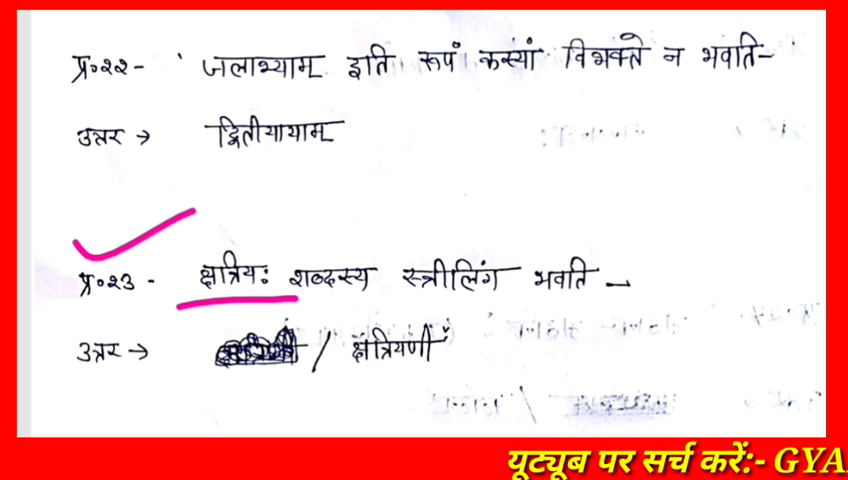 प्र०२२- ' जलाभ्याम् इति रूपं कस्यां विभक्ते न भवति-
उत्तर → द्वितीयायाम्
प्र०२३ - क्षत्रियः शब्दस्य स्त्रीलिंग भवति -
उत्तर → / क्षत्रियणी
यूट्यूब पर सर्च करें:- GYA